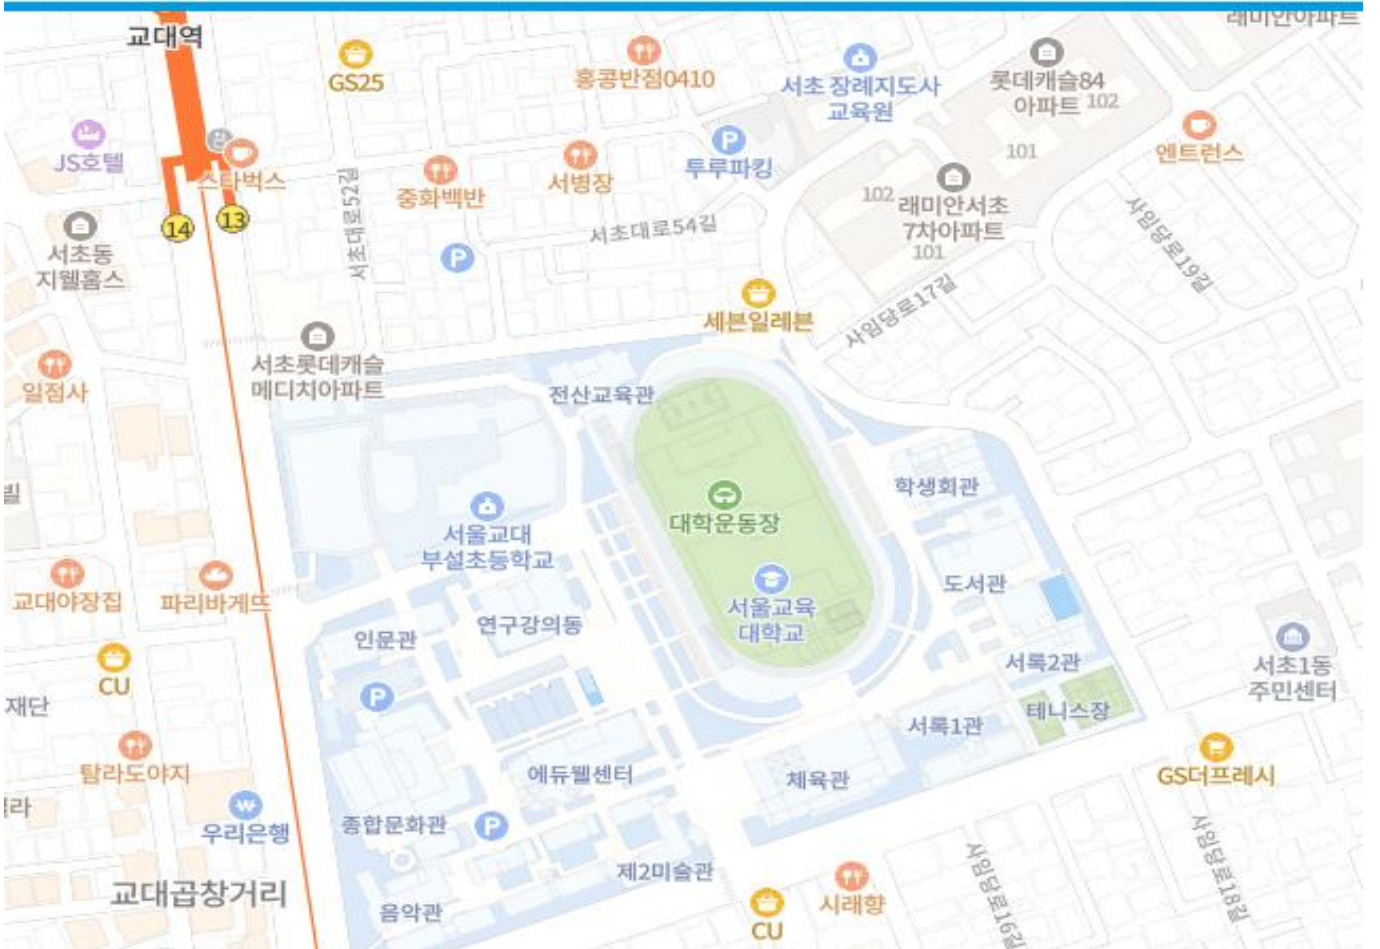 래미안아파트
교대역
GS25
홍콩반점0410
서초 장례지도사
교육원
롯데캐슬84
아파트
102
101
엔트런스
JS호텔
스타벅스
투루파킹
P
중화백반
서병장
래미안서초
7차아파트
102
101
14
13
서초대로52길
서초대로54길
P
사임당로19길
서초동
지웰홈스
세븐일레븐
사임당로17길
서초롯데캐슬
메디치아파트
일점사
전산교육관
빌
학생회관
대학운동장
서울교대
부설초등학교
도서관
교대야장집
파리바게뜨
서울교육
대학교
연구강의동
인문관
CU
서록2관
서초1동
주민센터
재단
P
테니스장
서록1관
탐라도야지
에듀웰센터
체육관
GS더프레시
우리은행
종합문화관
P
사임당로18길
사임당로16길
제2미술관
교대곱창거리
음악관
시래향
CU